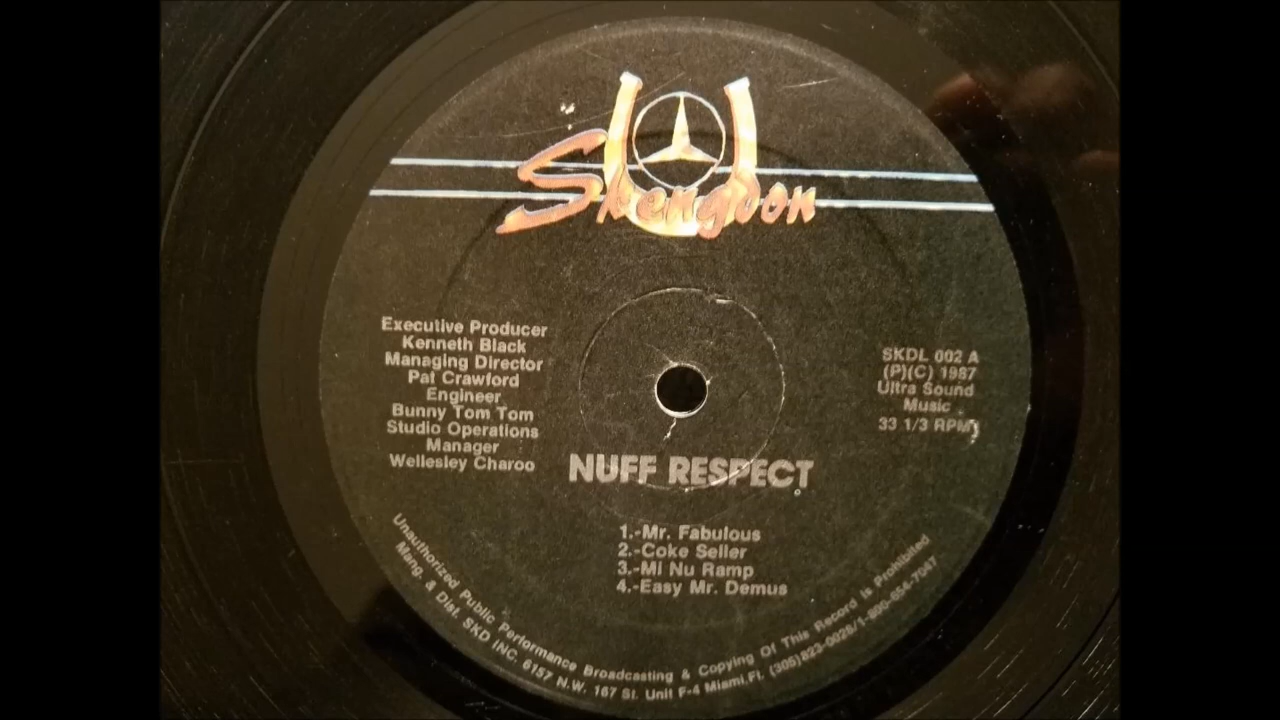 Skengdon
Executive Producer
Kenneth Black
Managing Director
Pat Crawford
Engineer
Bunny Tom Tom
Studio Operations
Manager
Wellesley Charoo
SKDL 002 A
(P)(C) 1987
Ultra Sound
Music
33 1/3 RPM
NUFF RESPECT
1.-Mr. Fabulous
2.-Coke Seller
3.-Mi Nu Ramp
4.-Easy Mr. Demus
Unauthorized Public Performance Broadcasting & Copying Of This Record is Prohibited
Mang. & Dist. SKD INC. 6157 N.W. 167 St. Unit F-4 Miami,Fl. (305)823-0028/1-800-654-7047